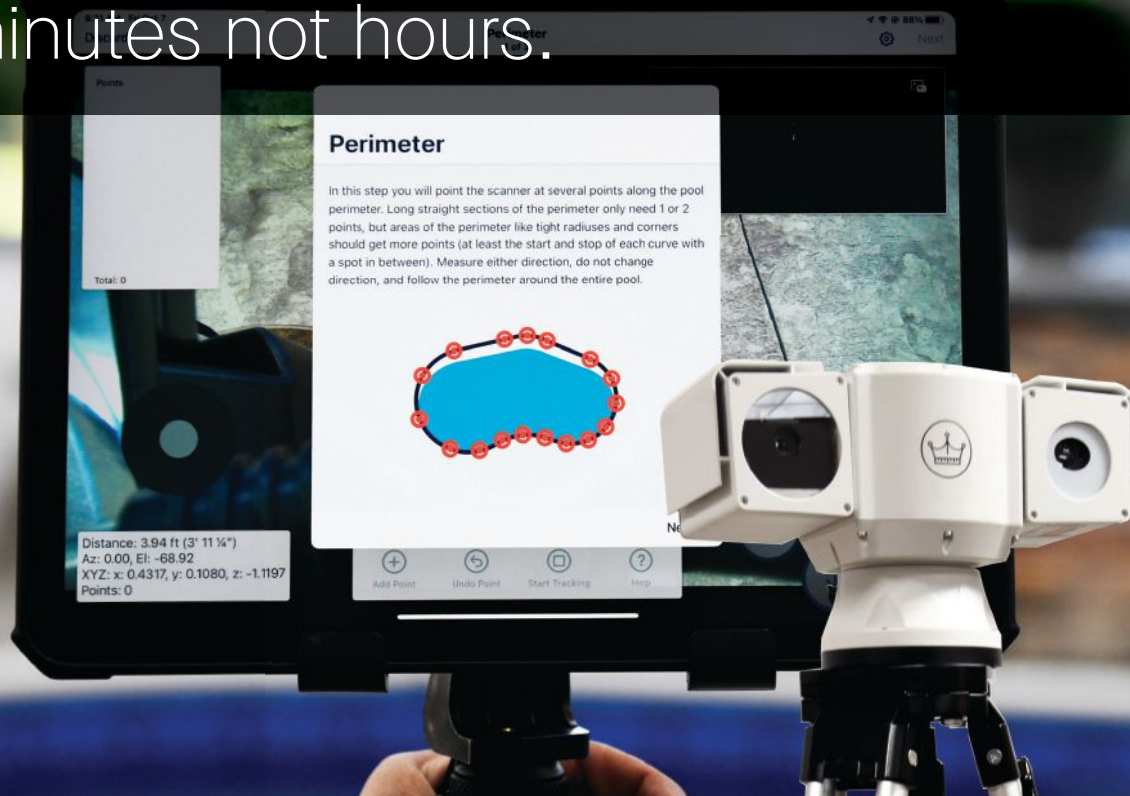 minutes not hours.
88%
Perimeter
Next
Points
Total: 0
Perimeter
In this step you will point the scanner at several points along the pool
perimeter. Long straight sections of the perimeter only need 1 or 2
points, but areas of the perimeter like tight radiuses and corners
should get more points (at least the start and stop of each curve with
a spot in between). Measure either direction, do not change
direction, and follow the perimeter around the entire pool.
Distance: 3.94 ft (3' 11 ¼")
Az: 0.00, El: -68.92
XYZ: x: 0.4317, y: 0.1080, z: -1.1197
Points: 0
Add Point
Undo Point
Start Tracking
Help